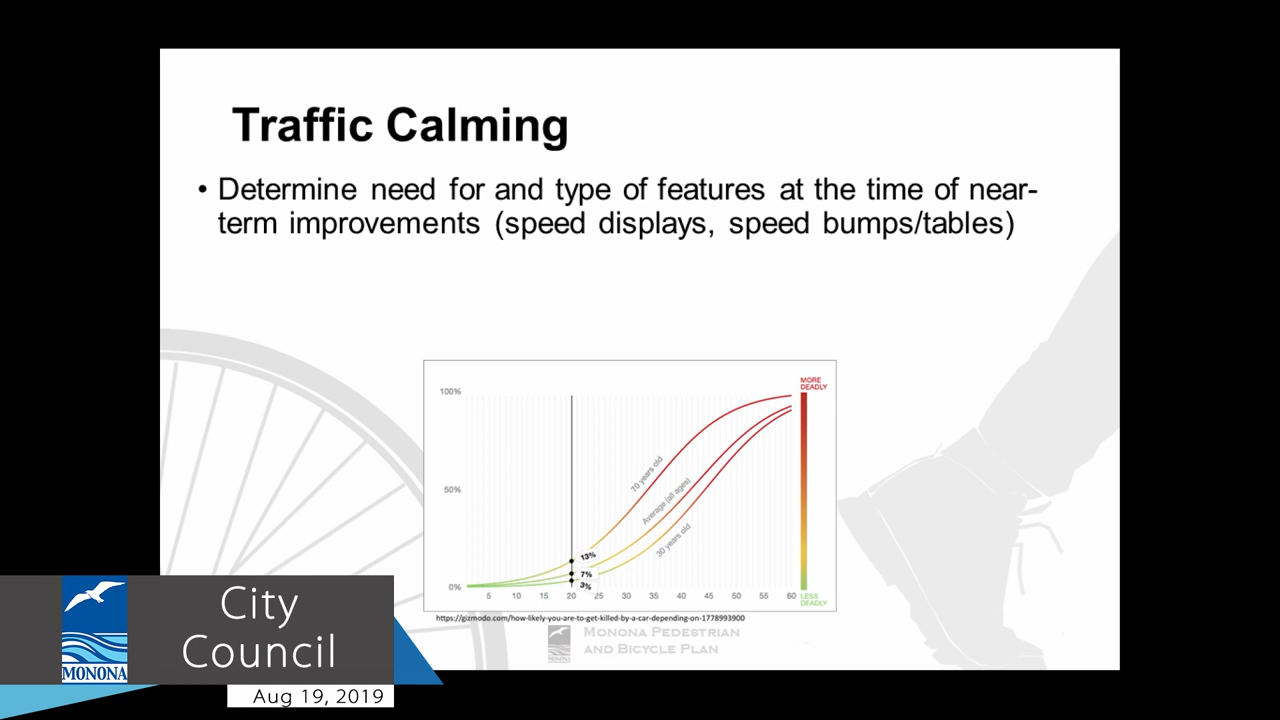 Traffic Calming
• Determine need for and type of features at the time of near-
term improvements (speed displays, speed bumps/tables)
MORE
DEADLY
100%
70 years old
50%
Average (all ages)
30 years old
13%
7%
3%
0%
5 10 15 20 25 30 35 40 45 50 55 60
LESS
DEADLY
https://gizmodo.com/how-likely-you-are-to-get-killed-by-a-car-depending-on-1778993900
MONONA
Monona Pedestrian
and Bicycle Plan
MONONA
City
Council
Aug 19, 2019